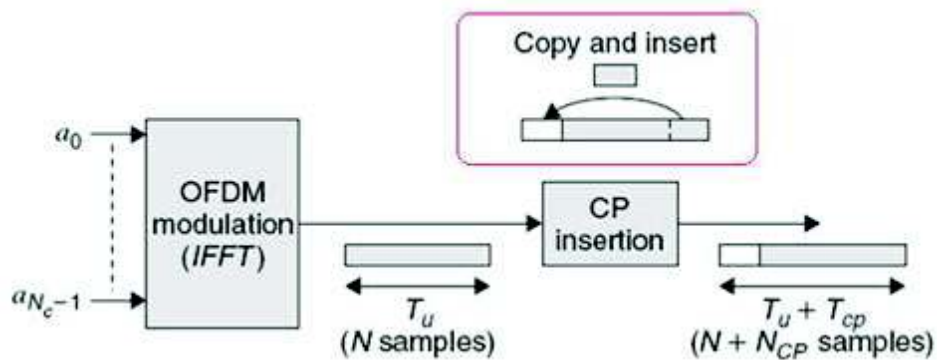 Copy and insert
a0
OFDM
modulation
(IFFT)
CP
insertion
aNc−1
Tu
(N samples)
Tu + Tcp
(N + NCP samples)